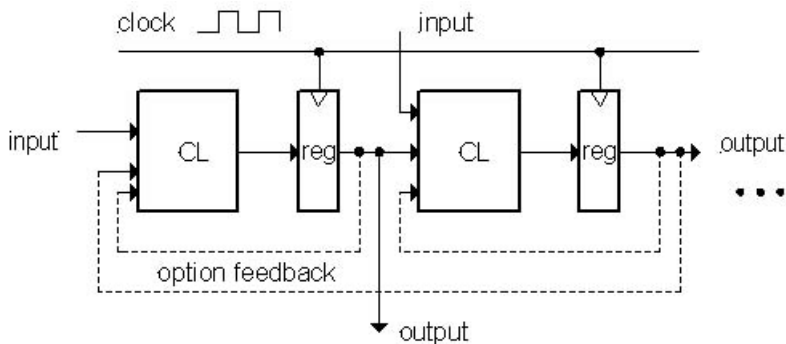 clock
input
input
CL
reg
CL
reg
output
option feedback
output